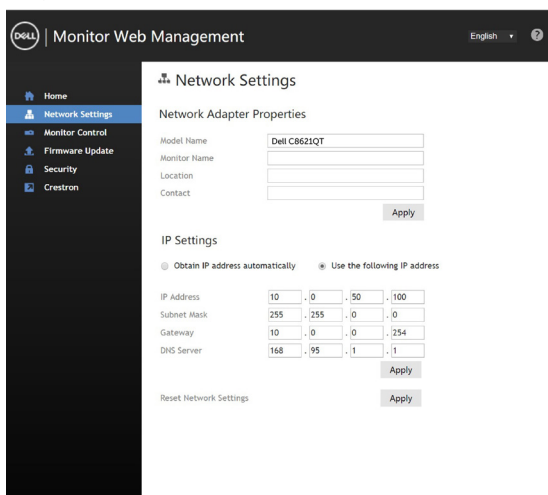 DELL | Monitor Web Management
English ?
Home
Network Settings
Monitor Control
Firmware Update
Security
Crestron
Network Settings
Network Adapter Properties
Model Name Dell C8621QT
Monitor Name
Location
Contact
Apply
IP Settings
Obtain IP address automatically Use the following IP address
IP Address 10 . 0 . 50 . 100
Subnet Mask 255 . 255 . 0 . 0
Gateway 10 . 0 . 0 . 254
DNS Server 168 . 95 . 1 . 1
Apply
Reset Network Settings Apply